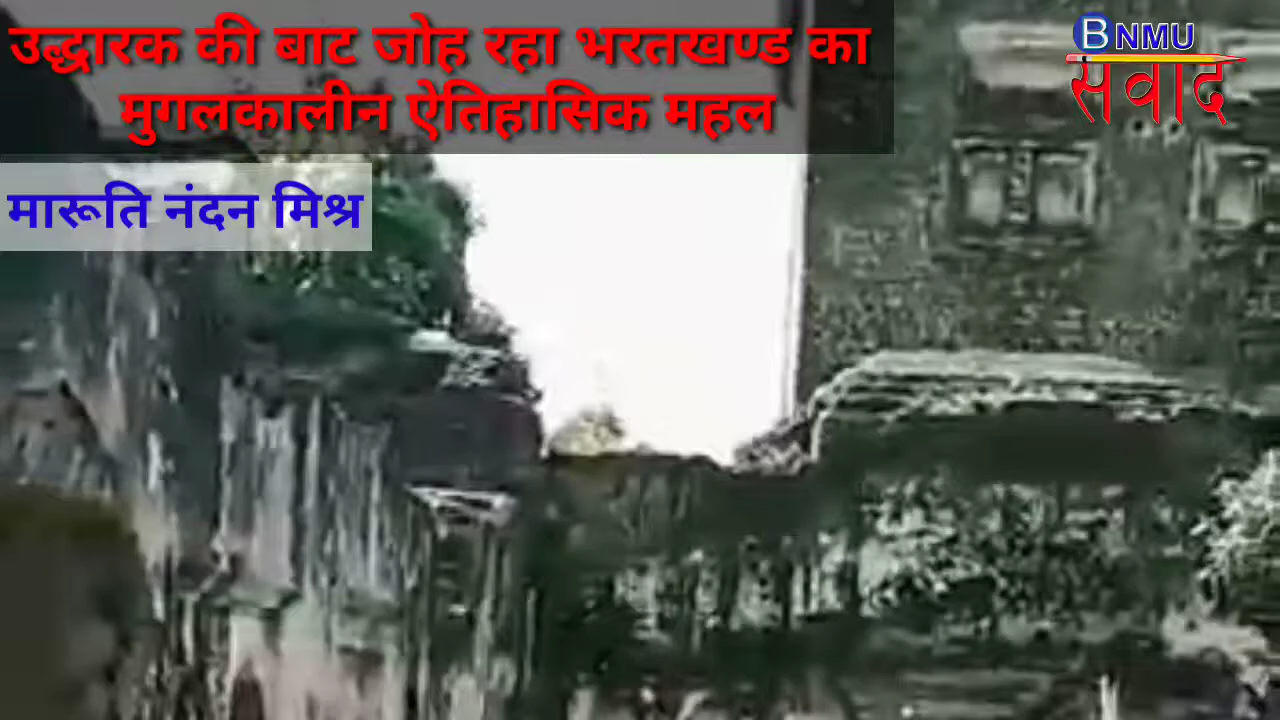 उद्धारक की बाट जोह रहा भरतखण्ड का
मुगलकालीन ऐतिहासिक महल
BNMU
संवाद
मारूति नंदन मिश्र